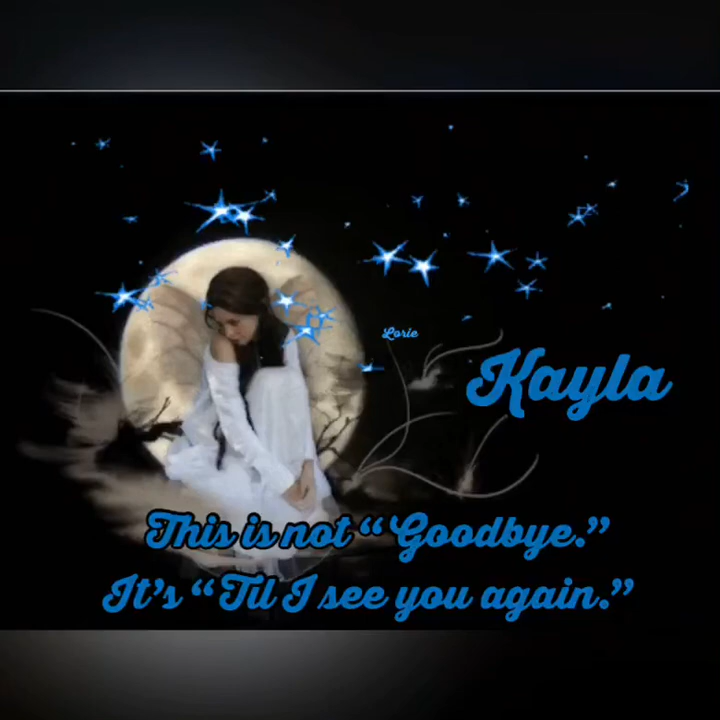 Lorie
Kayla
This is not “Goodbye.”
It’s “Til I see you again.”